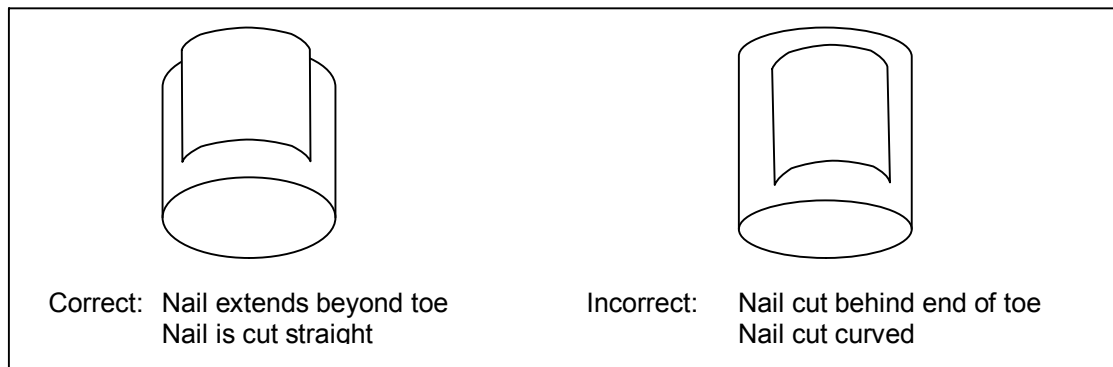 Correct: Nail extends beyond toe
Nail is cut straight
Incorrect: Nail cut behind end of toe
Nail cut curved